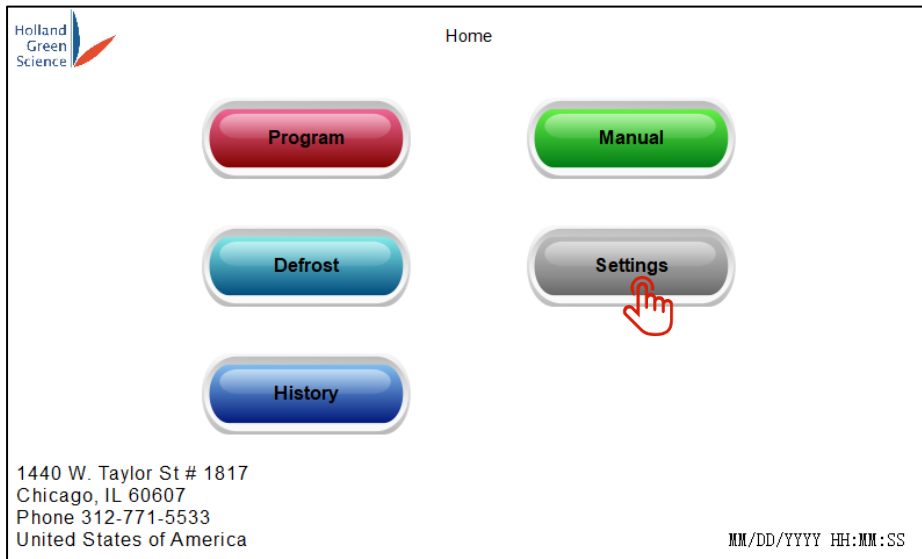 Holland
Green
Science
Home
Program
Manual
Defrost
Settings
History
1440 W. Taylor St # 1817
Chicago, IL 60607
Phone 312-771-5533
United States of America
MM/DD/YYYY HH:MM:SS